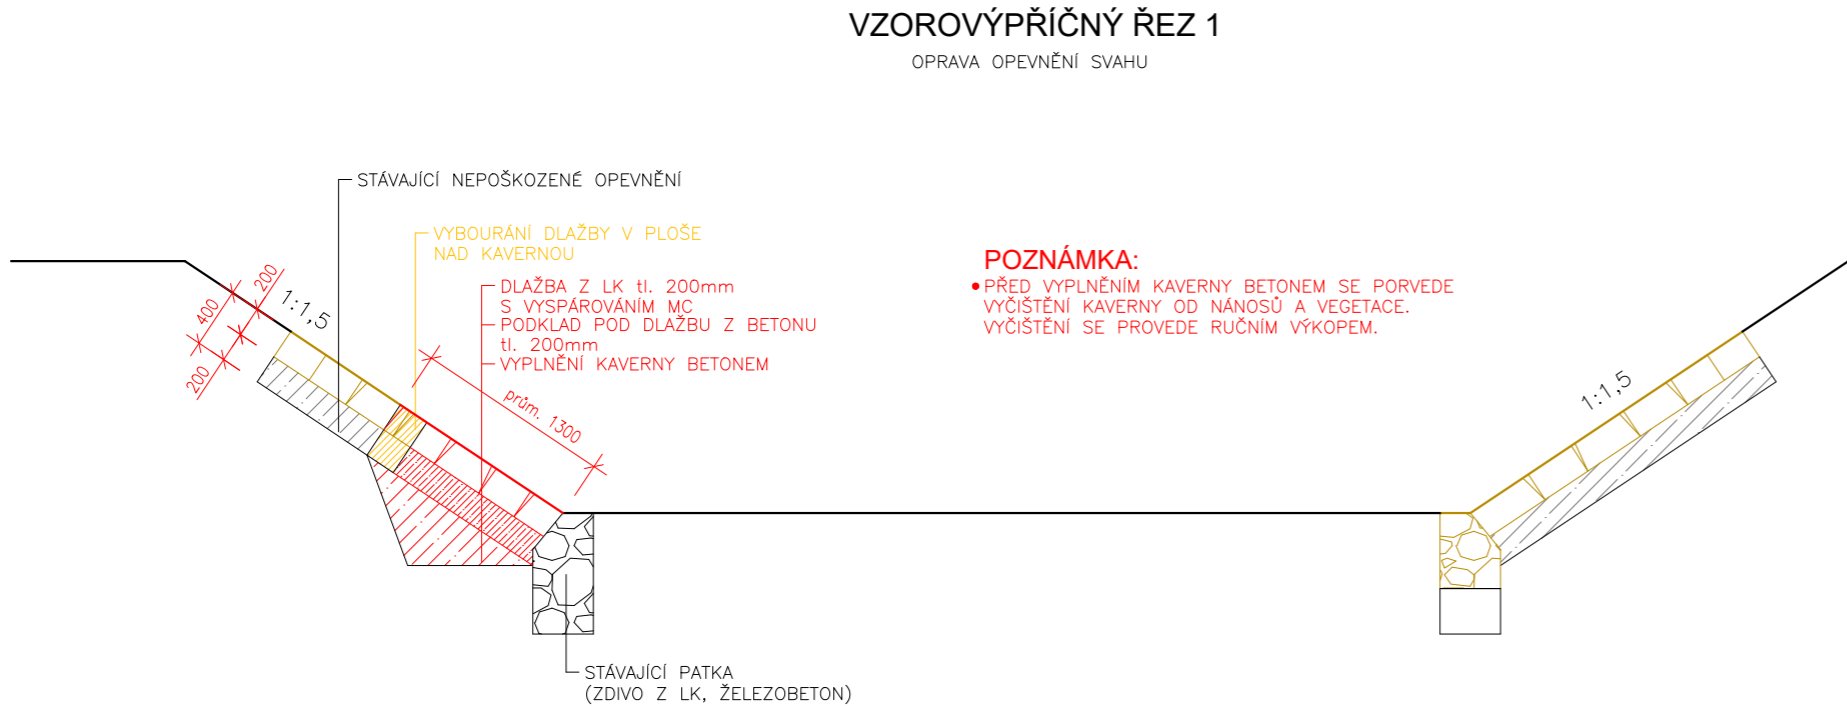 VZOROVÝPŘÍČNÝ ŘEZ 1
OPRAVA OPEVNĚNÍ SVAHU
STÁVAJÍCÍ NEPOŠKOZENÉ OPEVNĚNÍ
VYBOURÁNÍ DLAŽBY V PLOŠE
NAD KAVERNOU
DLAŽBA Z LK tl. 200mm
S VYSPÁROVÁNÍM MC
PODKLAD POD DLAŽBU Z BETONU
tl. 200mm
VYPLNĚNÍ KAVERNY BETONEM
POZNÁMKA:
•PŘED VYPLNĚNÍM KAVERNY BETONEM SE PORVEDE
VYČIŠTĚNÍ KAVERNY OD NÁNOSŮ A VEGETACE.
VYČIŠTĚNÍ SE PROVEDE RUČNÍM VÝKOPEM.
200
400
200
1:1,5
prům. 1300
1:1,5
STÁVAJÍCÍ PATKA
(ZDIVO Z LK, ŽELEZOBETON)